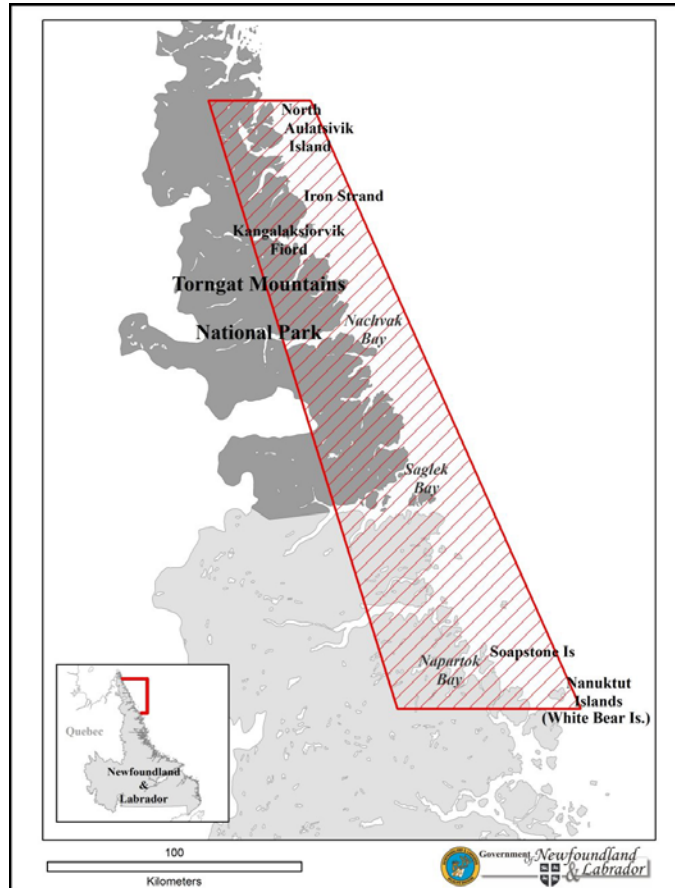 North
Aulatsivik
Island
Iron Strand
Kangalaksiorvik
Fiord
Torngat Mountains
Nachvak
Bay
National Park
Saglek
Bay
Soapstone Is
Napartok
Bay
Nanuktut
Islands
(White Bear Is.)
Quebec
Newfoundland
&
Labrador
100
Kilometers
Government of Newfoundland
& Labrador